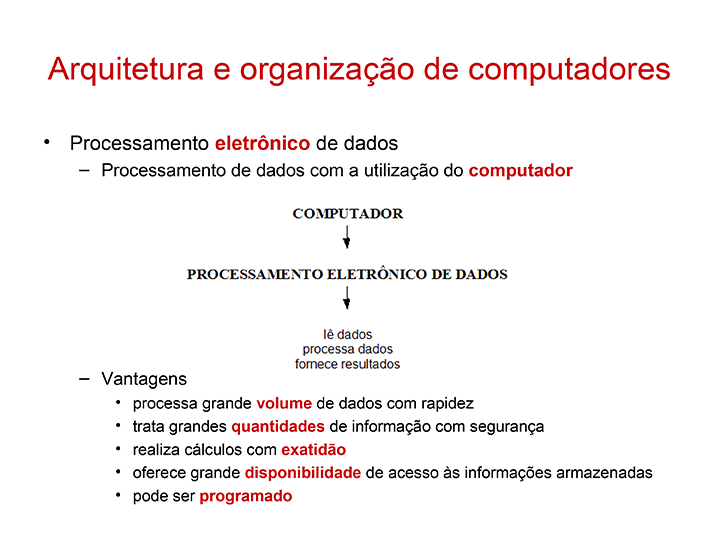 Arquitetura e organização de computadores
• Processamento eletrônico de dados
– Processamento de dados com a utilização do computador
COMPUTADOR
PROCESSAMENTO ELETRÔNICO DE DADOS
lê dados
processa dados
fornece resultados
– Vantagens
• processa grande volume de dados com rapidez
• trata grandes quantidades de informação com segurança
• realiza cálculos com exatidão
• oferece grande disponibilidade de acesso às informações armazenadas
• pode ser programado